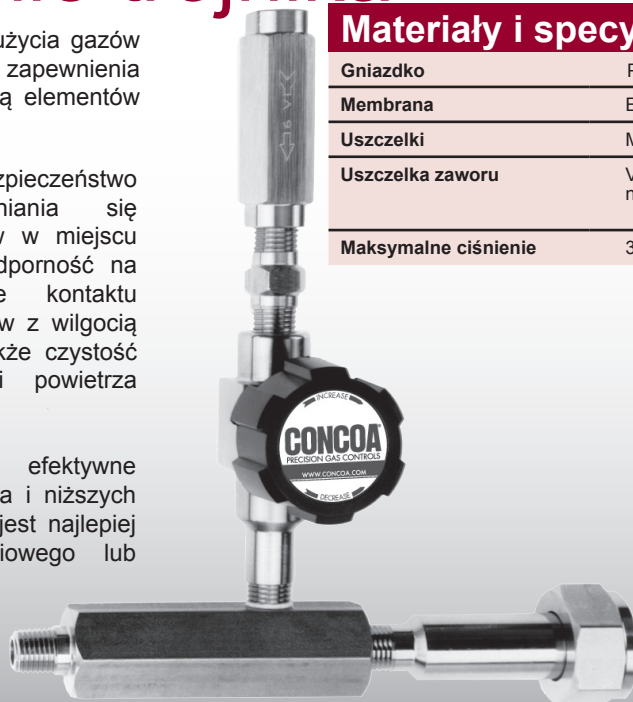 użycia gazów
zapewnienia
ą elementów
zpieczeństwo
niania się
w w miejscu
dporność na
e kontaktu
w z wilgocią
kże czystość
i powietrza
efektywne
a i niższych
jest najlepiej
iowego lub
Materiały i specy
Gniazdko
Membrana
Uszczelki
Uszczelka zaworu
Maksymalne ciśnienie 3
INCREASE
CONCOA
PRECISION GAS CONTROLS
WWW.CONCOA.COM
DECREASE